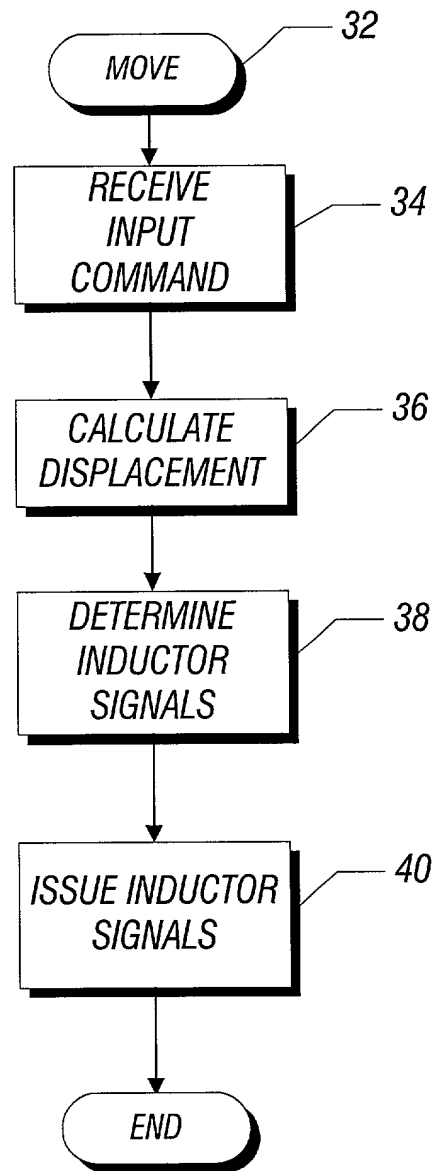 MOVE
32
RECEIVE
INPUT
COMMAND
34
CALCULATE
DISPLACEMENT
36
DETERMINE
INDUCTOR
SIGNALS
38
ISSUE INDUCTOR
SIGNALS
40
END